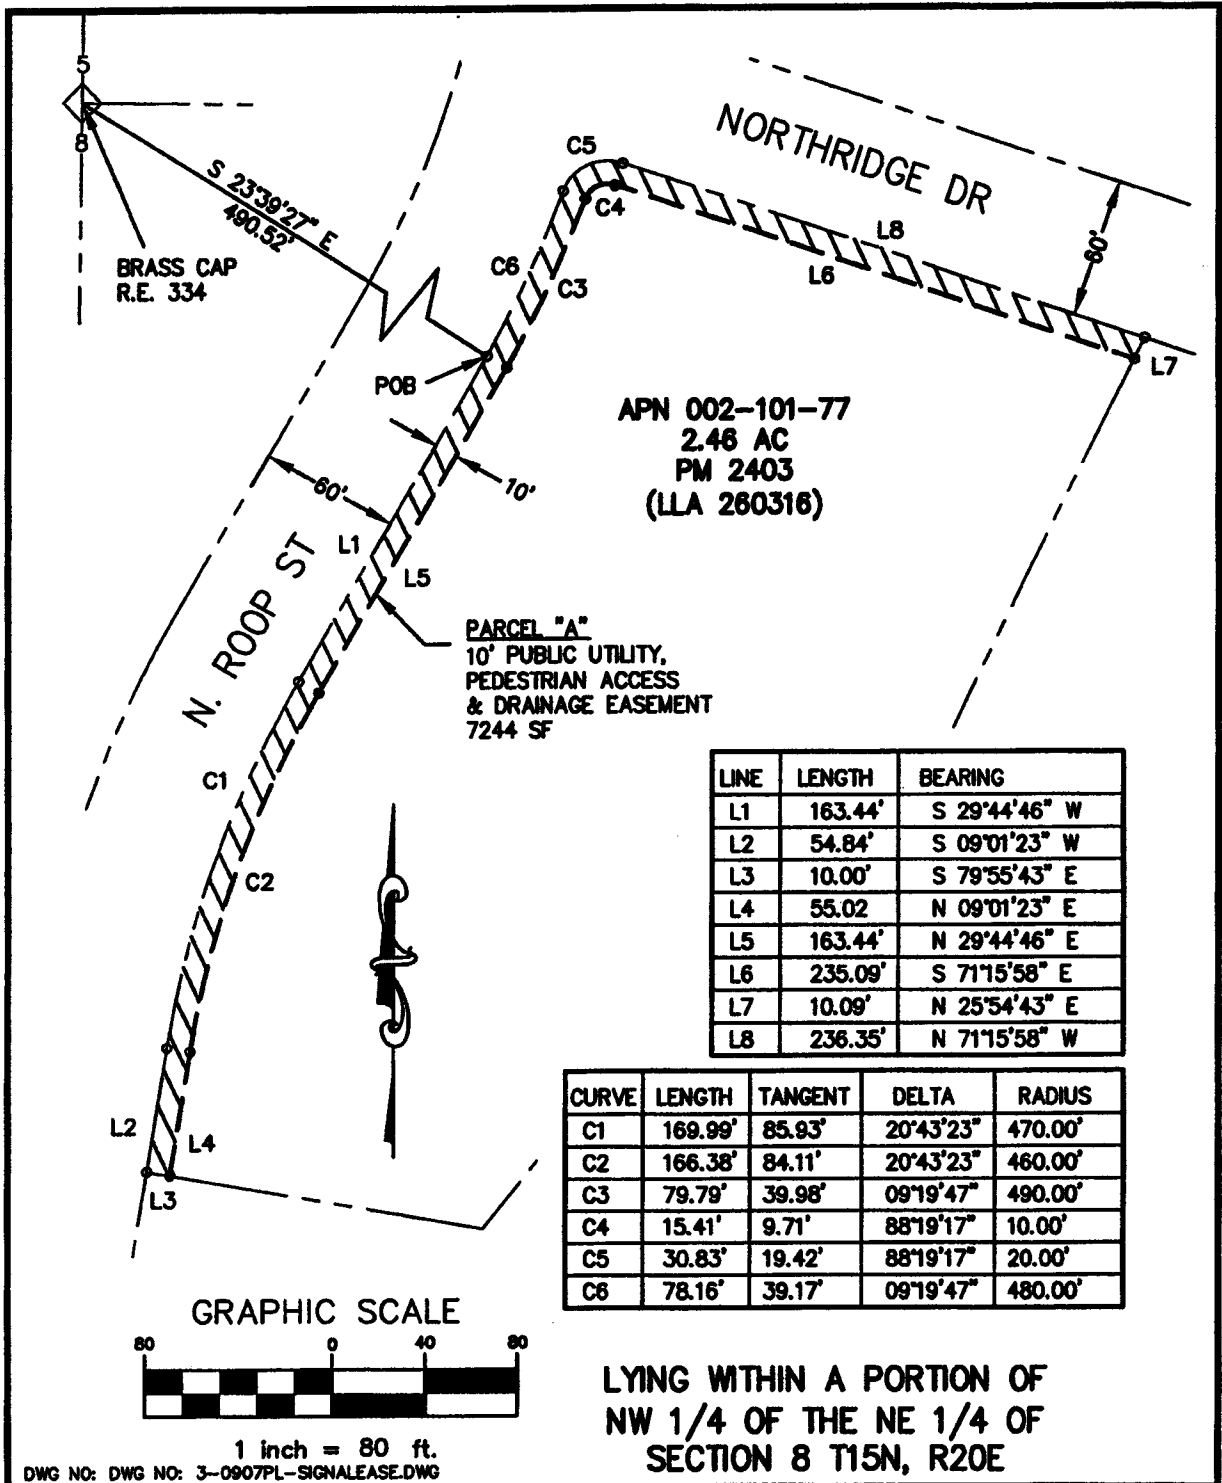 5
8
S 23°39'27" E
490.52'
BRASS CAP
R.E. 334
NORTHRIDGE DR
C5
C4
L8
L6
60'
C6
C3
L7
POB
APN 002-101-77
2.46 AC
PM 2403
(LLA 260316)
60'
10'
L1
L5
N. ROOP ST
PARCEL "A"
10' PUBLIC UTILITY,
PEDESTRIAN ACCESS
& DRAINAGE EASEMENT
7244 SF
C1
C2
LINE LENGTH BEARING
L1 163.44' S 29°44'46" W
L2 54.84' S 09°01'23" W
L3 10.00' S 79°55'43" E
L4 55.02 N 09°01'23" E
L5 163.44' N 29°44'46" E
L6 235.09' S 71°15'58" E
L7 10.09' N 25°54'43" E
L8 236.35' N 71°15'58" W
CURVE LENGTH TANGENT DELTA RADIUS
C1 169.99' 85.93' 20°43'23" 470.00'
C2 166.38' 84.11' 20°43'23" 460.00'
C3 79.79' 39.98' 09°19'47" 490.00'
C4 15.41' 9.71' 88°19'17" 10.00'
C5 30.83' 19.42' 88°19'17" 20.00'
C6 78.16' 39.17' 09°19'47" 480.00'
L2
L4
L3
GRAPHIC SCALE
80 0 40 80
1 inch = 80 ft.
DWG NO: DWG NO: 3-0907PL-SIGNALEASE.DWG
LYING WITHIN A PORTION OF
NW 1/4 OF THE NE 1/4 OF
SECTION 8 T15N, R20E